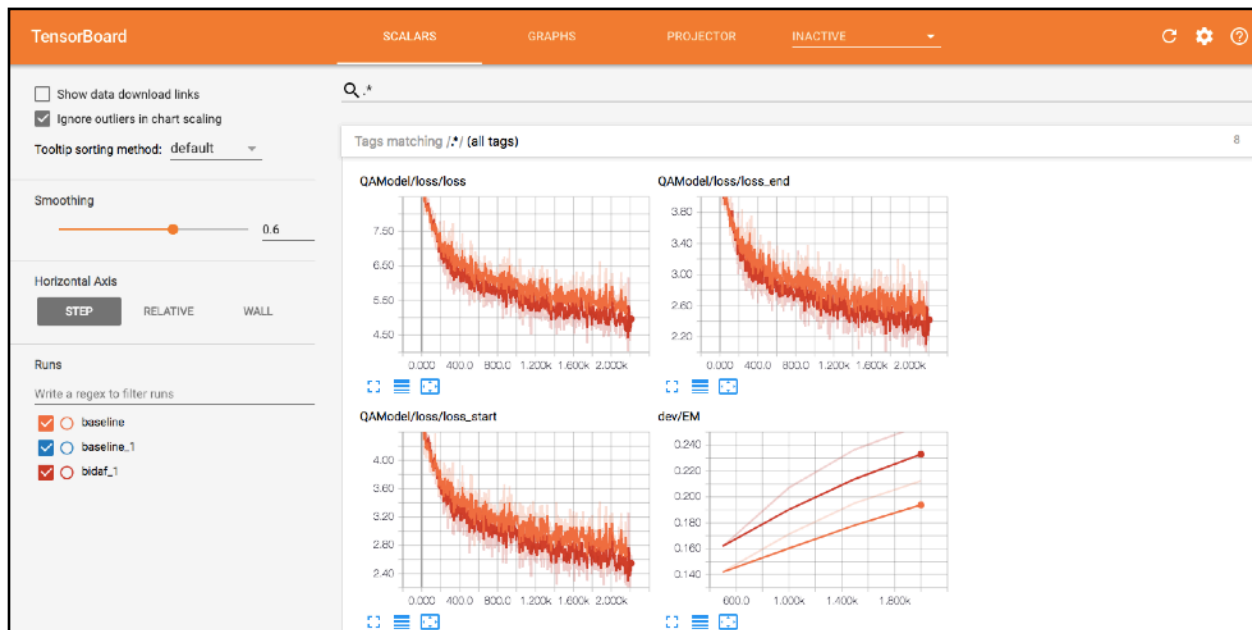 TensorBoard
SCALARS
GRAPHS
PROJECTOR
INACTIVE
Show data download links
Ignore outliers in chart scaling
Tooltip sorting method: default
Smoothing
0.6
Horizontal Axis
STEP RELATIVE WALL
Runs
Write a regex to filter runs
baseline
baseline_1
bidaf_1
.*
Tags matching /.*/ (all tags) 8
QAModel/loss/loss
7.50
6.50
5.50
4.50
0.000 400.0 800.0 1.200k 1.600k 2.000k
QAModel/loss/loss_end
3.80
3.40
3.00
2.60
2.20
0.000 400.0 800.0 1.200k 1.600k 2.000k
QAModel/loss/loss_start
4.00
3.60
3.20
2.80
2.40
0.000 400.0 800.0 1.200k 1.600k 2.000k
dev/EM
0.240
0.220
0.200
0.180
0.160
0.140
600.0 1.000k 1.400k 1.800k